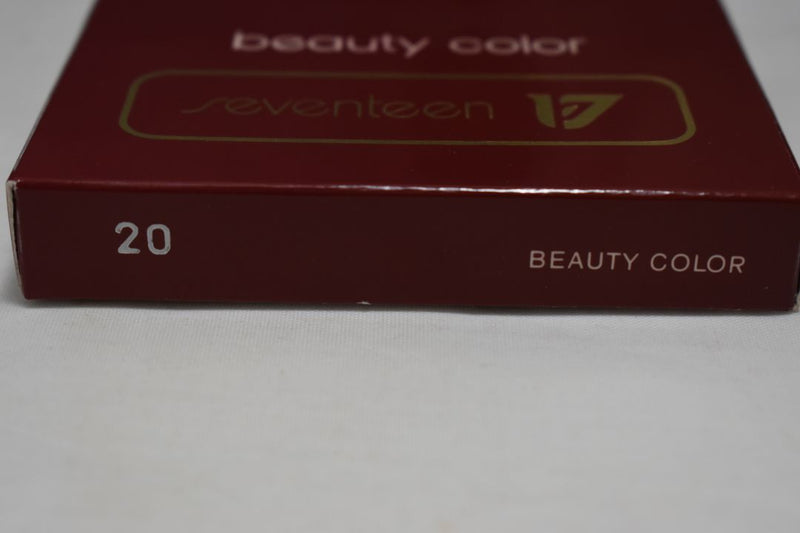 beauty color
seventeen 17
20
BEAUTY COLOR